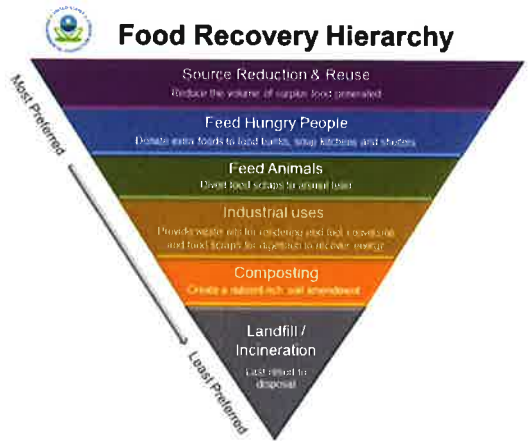 Food Recovery Hierarchy
Most Preferred
Source Reduction & Reuse
Reduce the volume of surplus food generated
Feed Hungry People
Donate extra foods to food banks, soup kitchens and shelters
Feed Animals
Divert food scraps to animal feed
Industrial uses
Provide waste oils for rendering and fuel conversion
and food scraps for digestion to recover energy
Composting
Create a nutrient-rich soil amendment
Landfill /
Incineration
Last resort to
disposal
Least Preferred